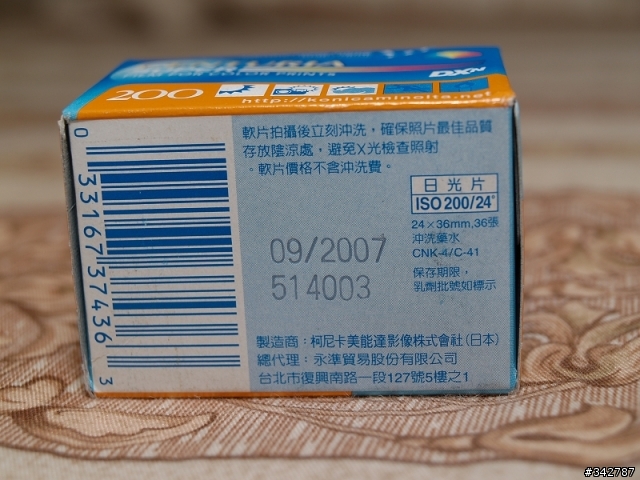 FILM FOR COLOR PRINTS
DXN
200
http://konicaminolta.net
0 33167 37436 3
軟片拍攝後立刻沖洗，確保照片最佳品質
存放陰涼處，避免X光檢查照射
。軟片價格不含沖洗費。
日光片
ISO 200/24°
24×36mm,36張
沖洗藥水
CNK-4/C-41
保存期限，
乳劑批號如標示
09/2007
514003
製造商：柯尼卡美能達影像株式會社(日本)
總代理：永準貿易股份有限公司
台北市復興南路一段127號5樓之1
#342787